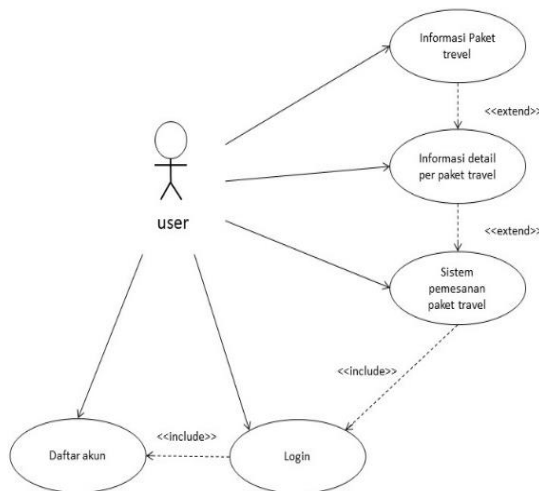 Informasi Paket
trevel
<<extend>>
Informasi detail
per paket travel
user
<<extend>>
Sistem
pemesanan
paket travel
<<include>>
<<include>>
Daftar akun
Login